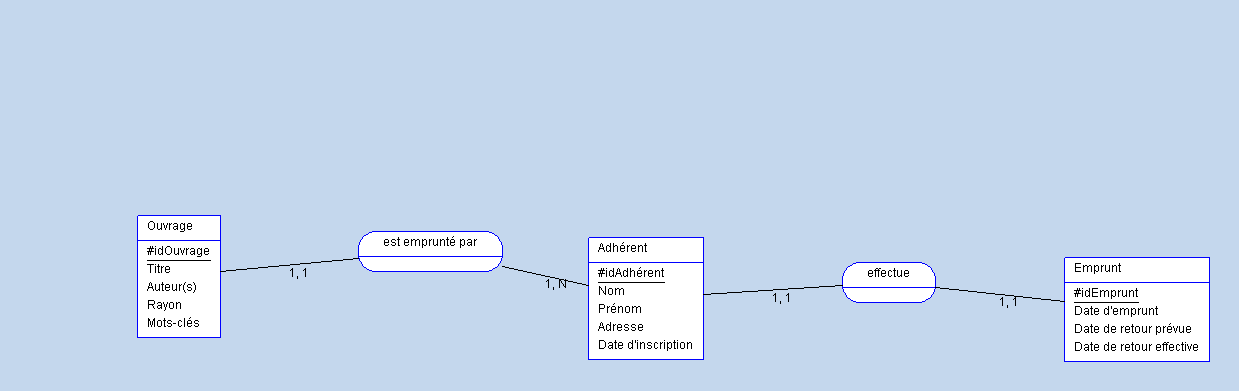 Ouvrage
#idOuvrage
Titre
Auteur(s)
Rayon
Mots-clés
1, 1
est emprunté par
1, N
Adhérent
#idAdhérent
Nom
Prénom
Adresse
Date d'inscription
1, 1
effectue
1, 1
Emprunt
#idEmprunt
Date d'emprunt
Date de retour prévue
Date de retour effective